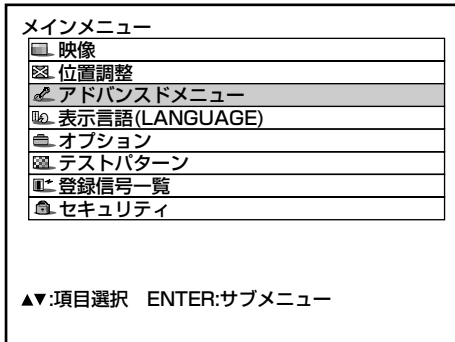 メインメニュー
映像
位置調整
アドバンスドメニュー
表示言語(LANGUAGE)
オプション
テストパターン
登録信号一覧
セキュリティ
▲▼:項目選択　ENTER:サブメニュー